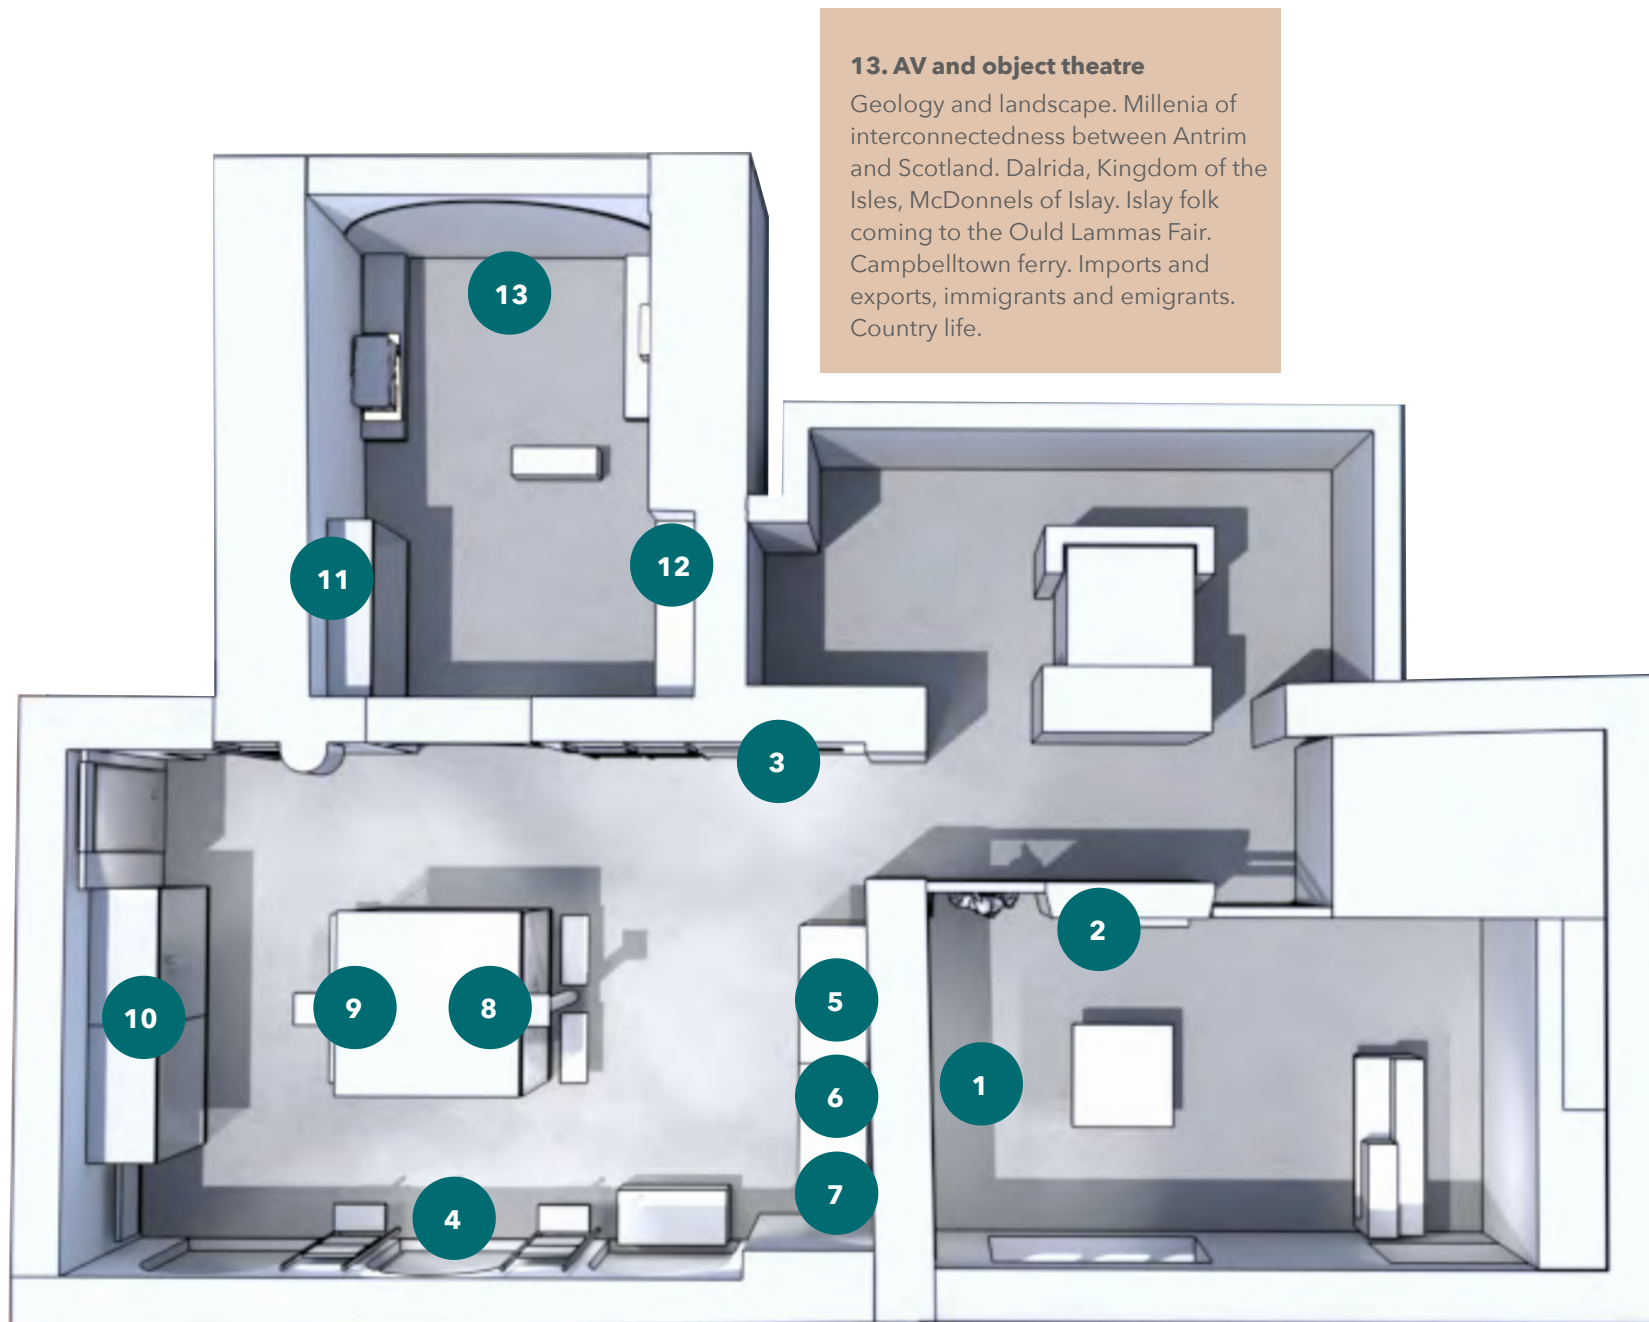 13. AV and object theatre
Geology and landscape. Millenia of
interconnectedness between Antrim
and Scotland. Dalrida, Kingdom of the
Isles, McDonnels of Islay. Islay folk
coming to the Ould Lammas Fair.
Campbelltown ferry. Imports and
exports, immigrants and emigrants.
Country life.
13
11
12
3
2
5
9
8
10
1
6
7
4